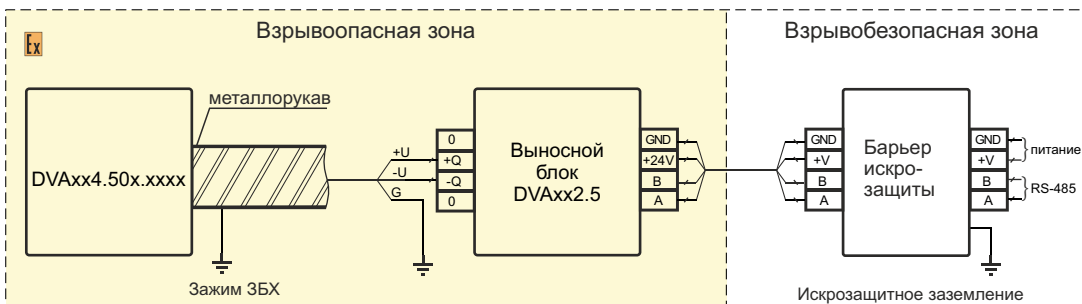 Взрывоопасная зона
Взрывобезопасная зона
Ex
металлорукав
DVAxx4.50x.xxxx
+U
-U
G
0
+Q
-Q
0
Выносной
блок
DVAxx2.5
GND
+24V
B
A
GND
+V
B
A
Барьер
искро-
защиты
GND
+V
B
A
питание
RS-485
Зажим ЗБХ
Искрозащитное заземление